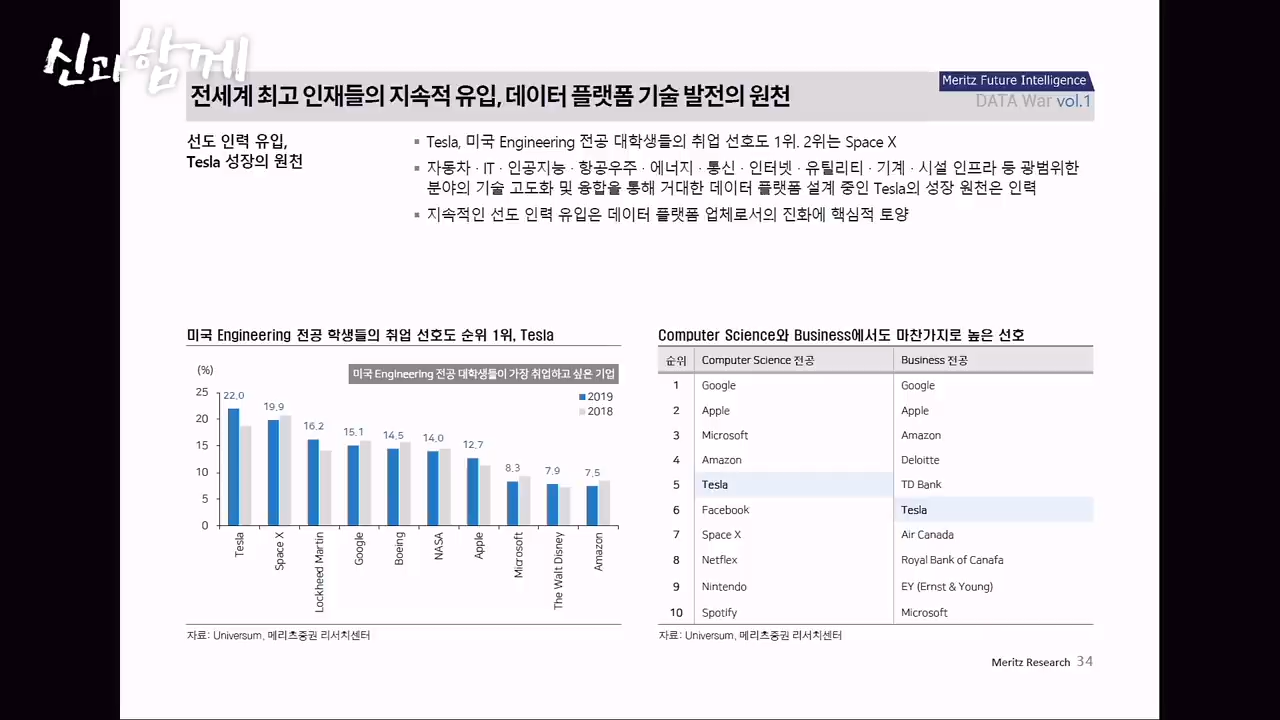 신과함께
Meritz Future Intelligence
전세계 최고 인재들의 지속적 유입, 데이터 플랫폼 기술 발전의 원천
DATA War vol.1
선도 인력 유입,
Tesla 성장의 원천
▪ Tesla, 미국 Engineering 전공 대학생들의 취업 선호도 1위. 2위는 Space X
▪ 자동차 · IT · 인공지능 · 항공우주 · 에너지 · 통신 · 인터넷 · 유틸리티 · 기계 · 시설 인프라 등 광범위한
분야의 기술 고도화 및 융합을 통해 거대한 데이터 플랫폼 설계 중인 Tesla의 성장 원천은 인력
▪ 지속적인 선도 인력 유입은 데이터 플랫폼 업체로서의 진화에 핵심적 토양
미국 Engineering 전공 학생들의 취업 선호도 순위 1위, Tesla
(%)
미국 Engineering 전공 대학생들이 가장 취업하고 싶은 기업
2019
2018
25
20
15
10
5
0
22.0
19.9
16.2
15.1
14.5
14.0
12.7
8.3
7.9
7.5
Tesla
Space X
Lockheed Martin
Google
Boeing
NASA
Apple
Microsoft
The Walt Disney
Amazon
자료: Universum, 메리츠증권 리서치센터
Computer Science와 Business에서도 마찬가지로 높은 선호
순위 Computer Science 전공 Business 전공
1 Google Google
2 Apple Apple
3 Microsoft Amazon
4 Amazon Deloitte
5 Tesla TD Bank
6 Facebook Tesla
7 Space X Air Canada
8 Netflex Royal Bank of Canafa
9 Nintendo EY (Ernst & Young)
10 Spotify Microsoft
자료: Universum, 메리츠증권 리서치센터
Meritz Research 34